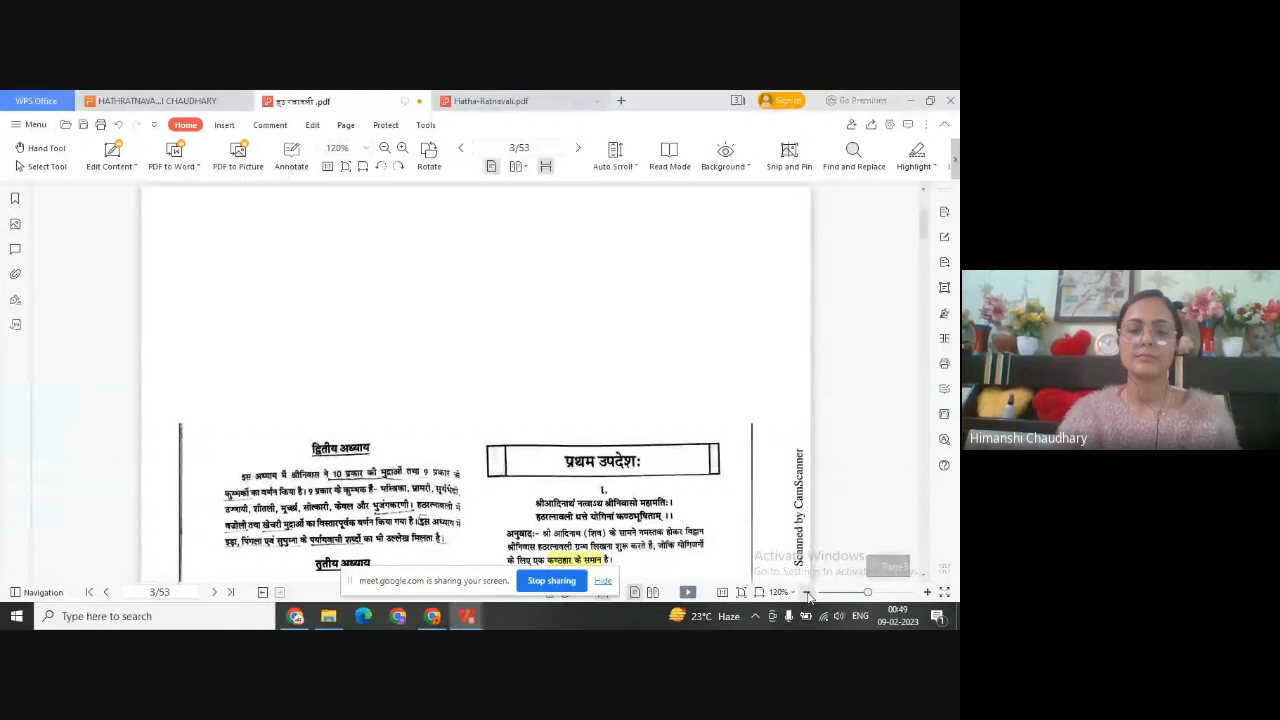 WPS Office
HATHRATNAVA...I CHAUDHARY
हठ रत्नावली .pdf
Hatha-Ratnavali.pdf
Sign in
Go Premium
Menu
Home
Insert
Comment
Edit
Page
Protect
Tools
Hand Tool
Select Tool
Edit Content
PDF to Word
PDF to Picture
Annotate
120%
Rotate
3/53
Auto Scroll
Read Mode
Background
Snip and Pin
Find and Replace
Highlight
द्वितीय अध्याय
इस अध्याय में श्रीनिवास ने 10 प्रकार की मुद्राओं तथा 9 प्रकार के
कुम्भकों का वर्णन किया है। 9 प्रकार के कुम्भक हैं- भस्त्रिका, भ्रामरी, सूर्यभेदी,
उज्जायी, शीतली, मूर्च्छा, सीत्कारी, केवल और भुजंगकरणी। हठरत्नावली में
वज्रोली तथा खेचरी मुद्राओं का विस्तारपूर्वक वर्णन किया गया है। इस अध्याय में
इड़ा, पिंगला एवं सुषुम्ना के पर्यायवाची शब्दों का भी उल्लेख मिलता है।
तृतीय अध्याय
प्रथम उपदेशः
1.
श्रीआदिनाथं नत्वाऽथ श्रीनिवासो महामतिः।
हठरत्नावली धत्ते योगिनां कण्ठभूषिताम् ।।
अनुवादः- श्री आदिनाथ (शिव) के सामने नमस्तक होकर विद्वान
श्रीनिवास हठरत्नावली ग्रन्थ लिखना शुरू करते हैं, जोकि योगिजनों
के लिए एक कण्ठहार के समान है।
Scanned by CamScanner
Activate Windows
Go to Settings to activate
Page3
meet.google.com is sharing your screen.
Stop sharing
Hide
Navigation
3/53
120%
Type here to search
23°C Haze
ENG
00:49
09-02-2023
Himanshi Chaudhary